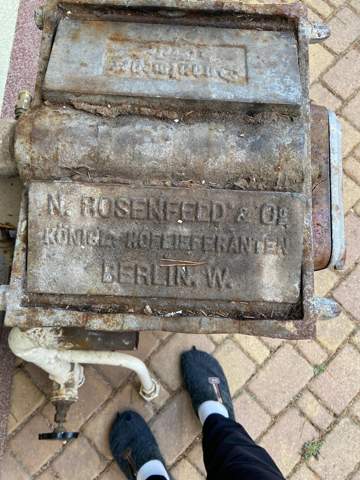 N. ROSENFELD & Co.
KÖNIGL. HOFLIEFERANTEN
BERLIN. W.